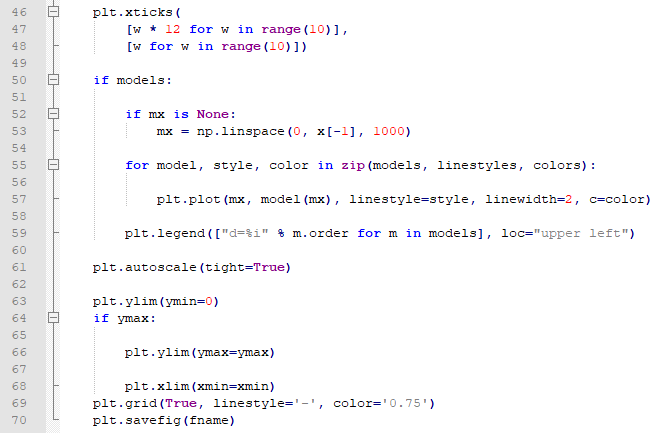 46 plt.xticks(
47 [w * 12 for w in range(10)],
48 [w for w in range(10)])
49
50 if models:
51
52 if mx is None:
53 mx = np.linspace(0, x[-1], 1000)
54
55 for model, style, color in zip(models, linestyles, colors):
56
57 plt.plot(mx, model(mx), linestyle=style, linewidth=2, c=color)
58
59 plt.legend(["d=%i" % m.order for m in models], loc="upper left")
60
61 plt.autoscale(tight=True)
62
63 plt.ylim(ymin=0)
64 if ymax:
65
66 plt.ylim(ymax=ymax)
67
68 plt.xlim(xmin=xmin)
69 plt.grid(True, linestyle='-', color='0.75')
70 plt.savefig(fname)